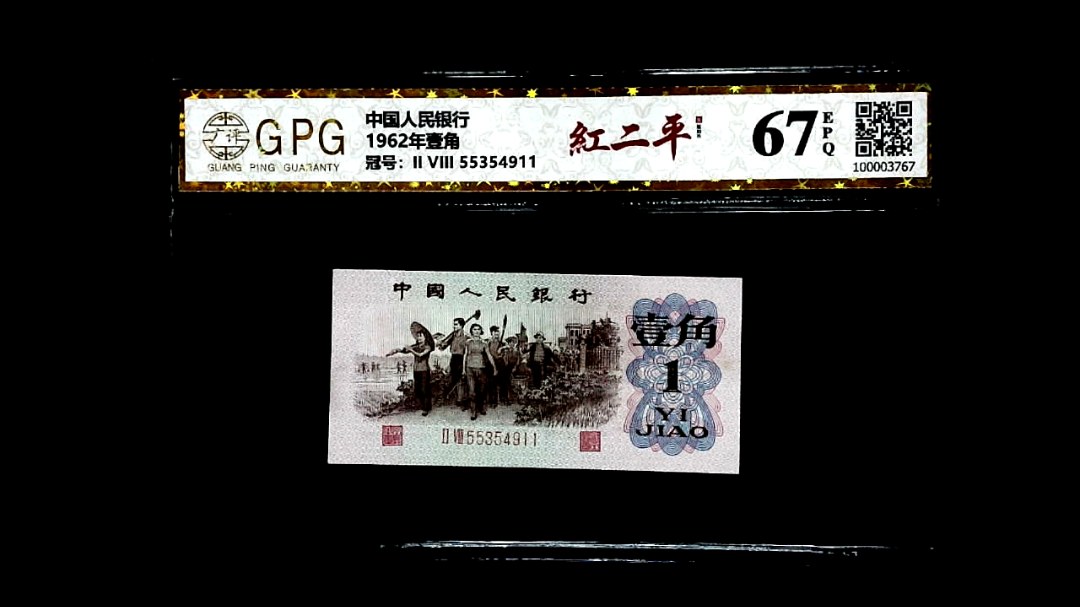 广评
GPG
GUANG PING GUARANTY
中国人民银行
1962年壹角
冠号：II VIII 55354911
紅二平
67
EPQ
100003767
中國人民銀行
壹角
1
YI
JIAO
II VIII 55354911